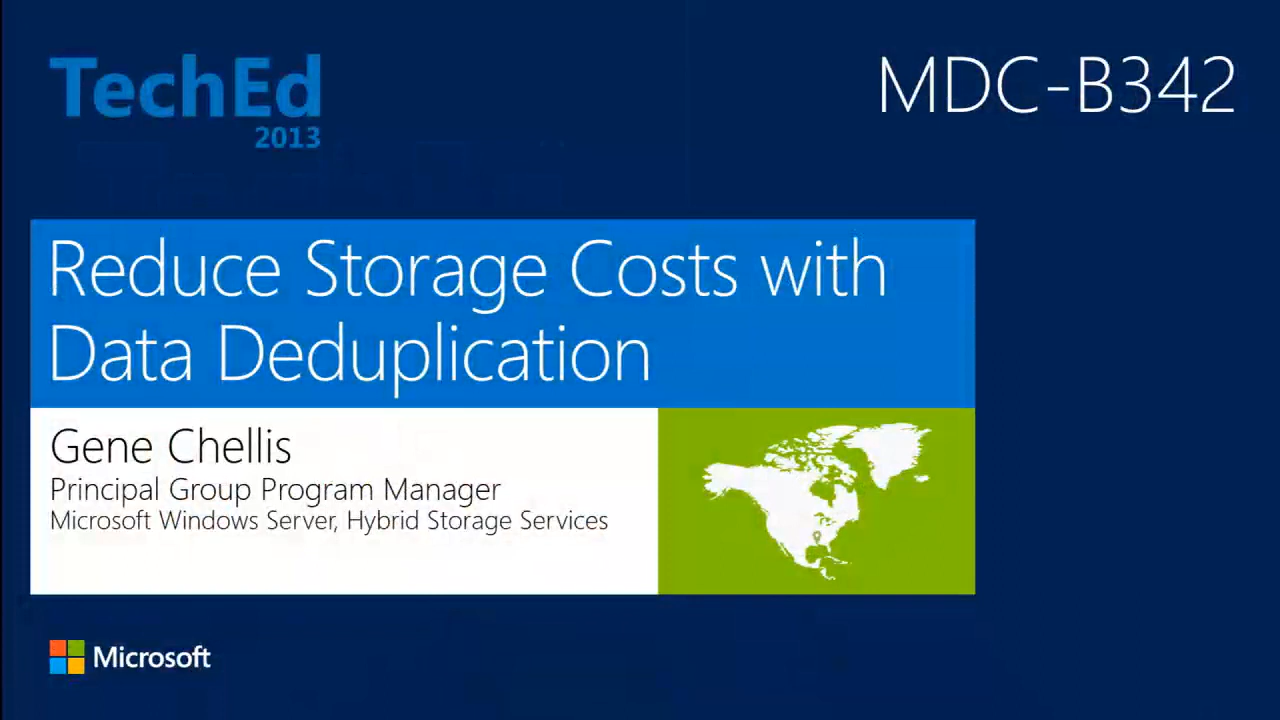 TechEd
2013
MDC-B342
Reduce Storage Costs with
Data Deduplication
Gene Chellis
Principal Group Program Manager
Microsoft Windows Server, Hybrid Storage Services
Microsoft